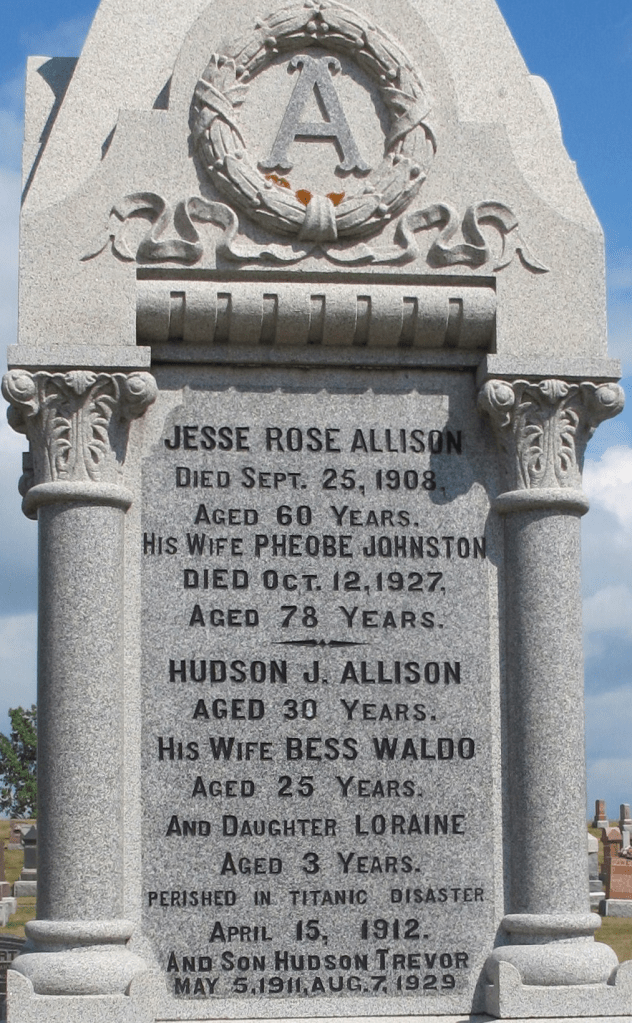 A
JESSE ROSE ALLISON
DIED SEPT. 25, 1908,
AGED 60 YEARS.
HIS WIFE PHEOBE JOHNSTON
DIED OCT. 12, 1927,
AGED 78 YEARS.
HUDSON J. ALLISON
AGED 30 YEARS.
HIS WIFE BESS WALDO
AGED 25 YEARS.
AND DAUGHTER LORAINE
AGED 3 YEARS.
PERISHED IN TITANIC DISASTER
APRIL 15, 1912.
AND SON HUDSON TREVOR
MAY 5, 1911, AUG. 7, 1929